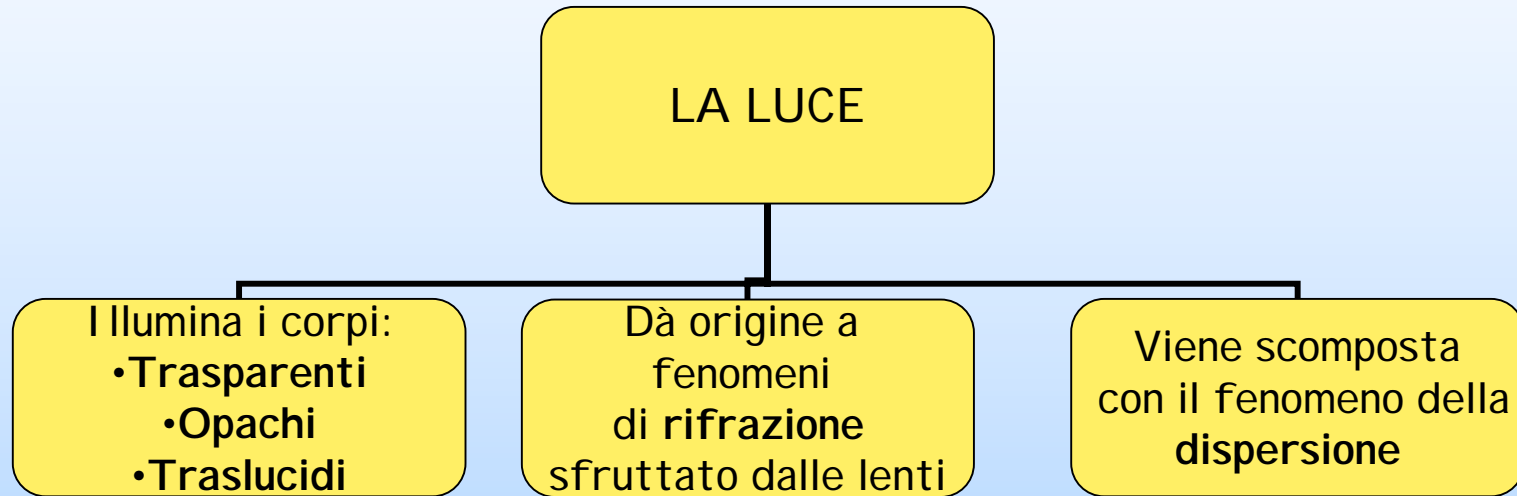 LA LUCE
Illumina i corpi:
•Trasparenti
•Opachi
•Traslucidi
Dà origine a
fenomeni
di rifrazione
sfruttato dalle lenti
Viene scomposta
con il fenomeno della
dispersione